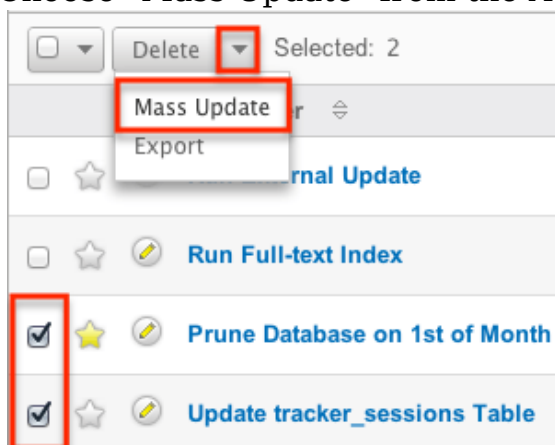 Delete Selected: 2
Mass Update
Export
Update
Run Full-text Index
Prune Database on 1st of Month
Update tracker_sessions Table